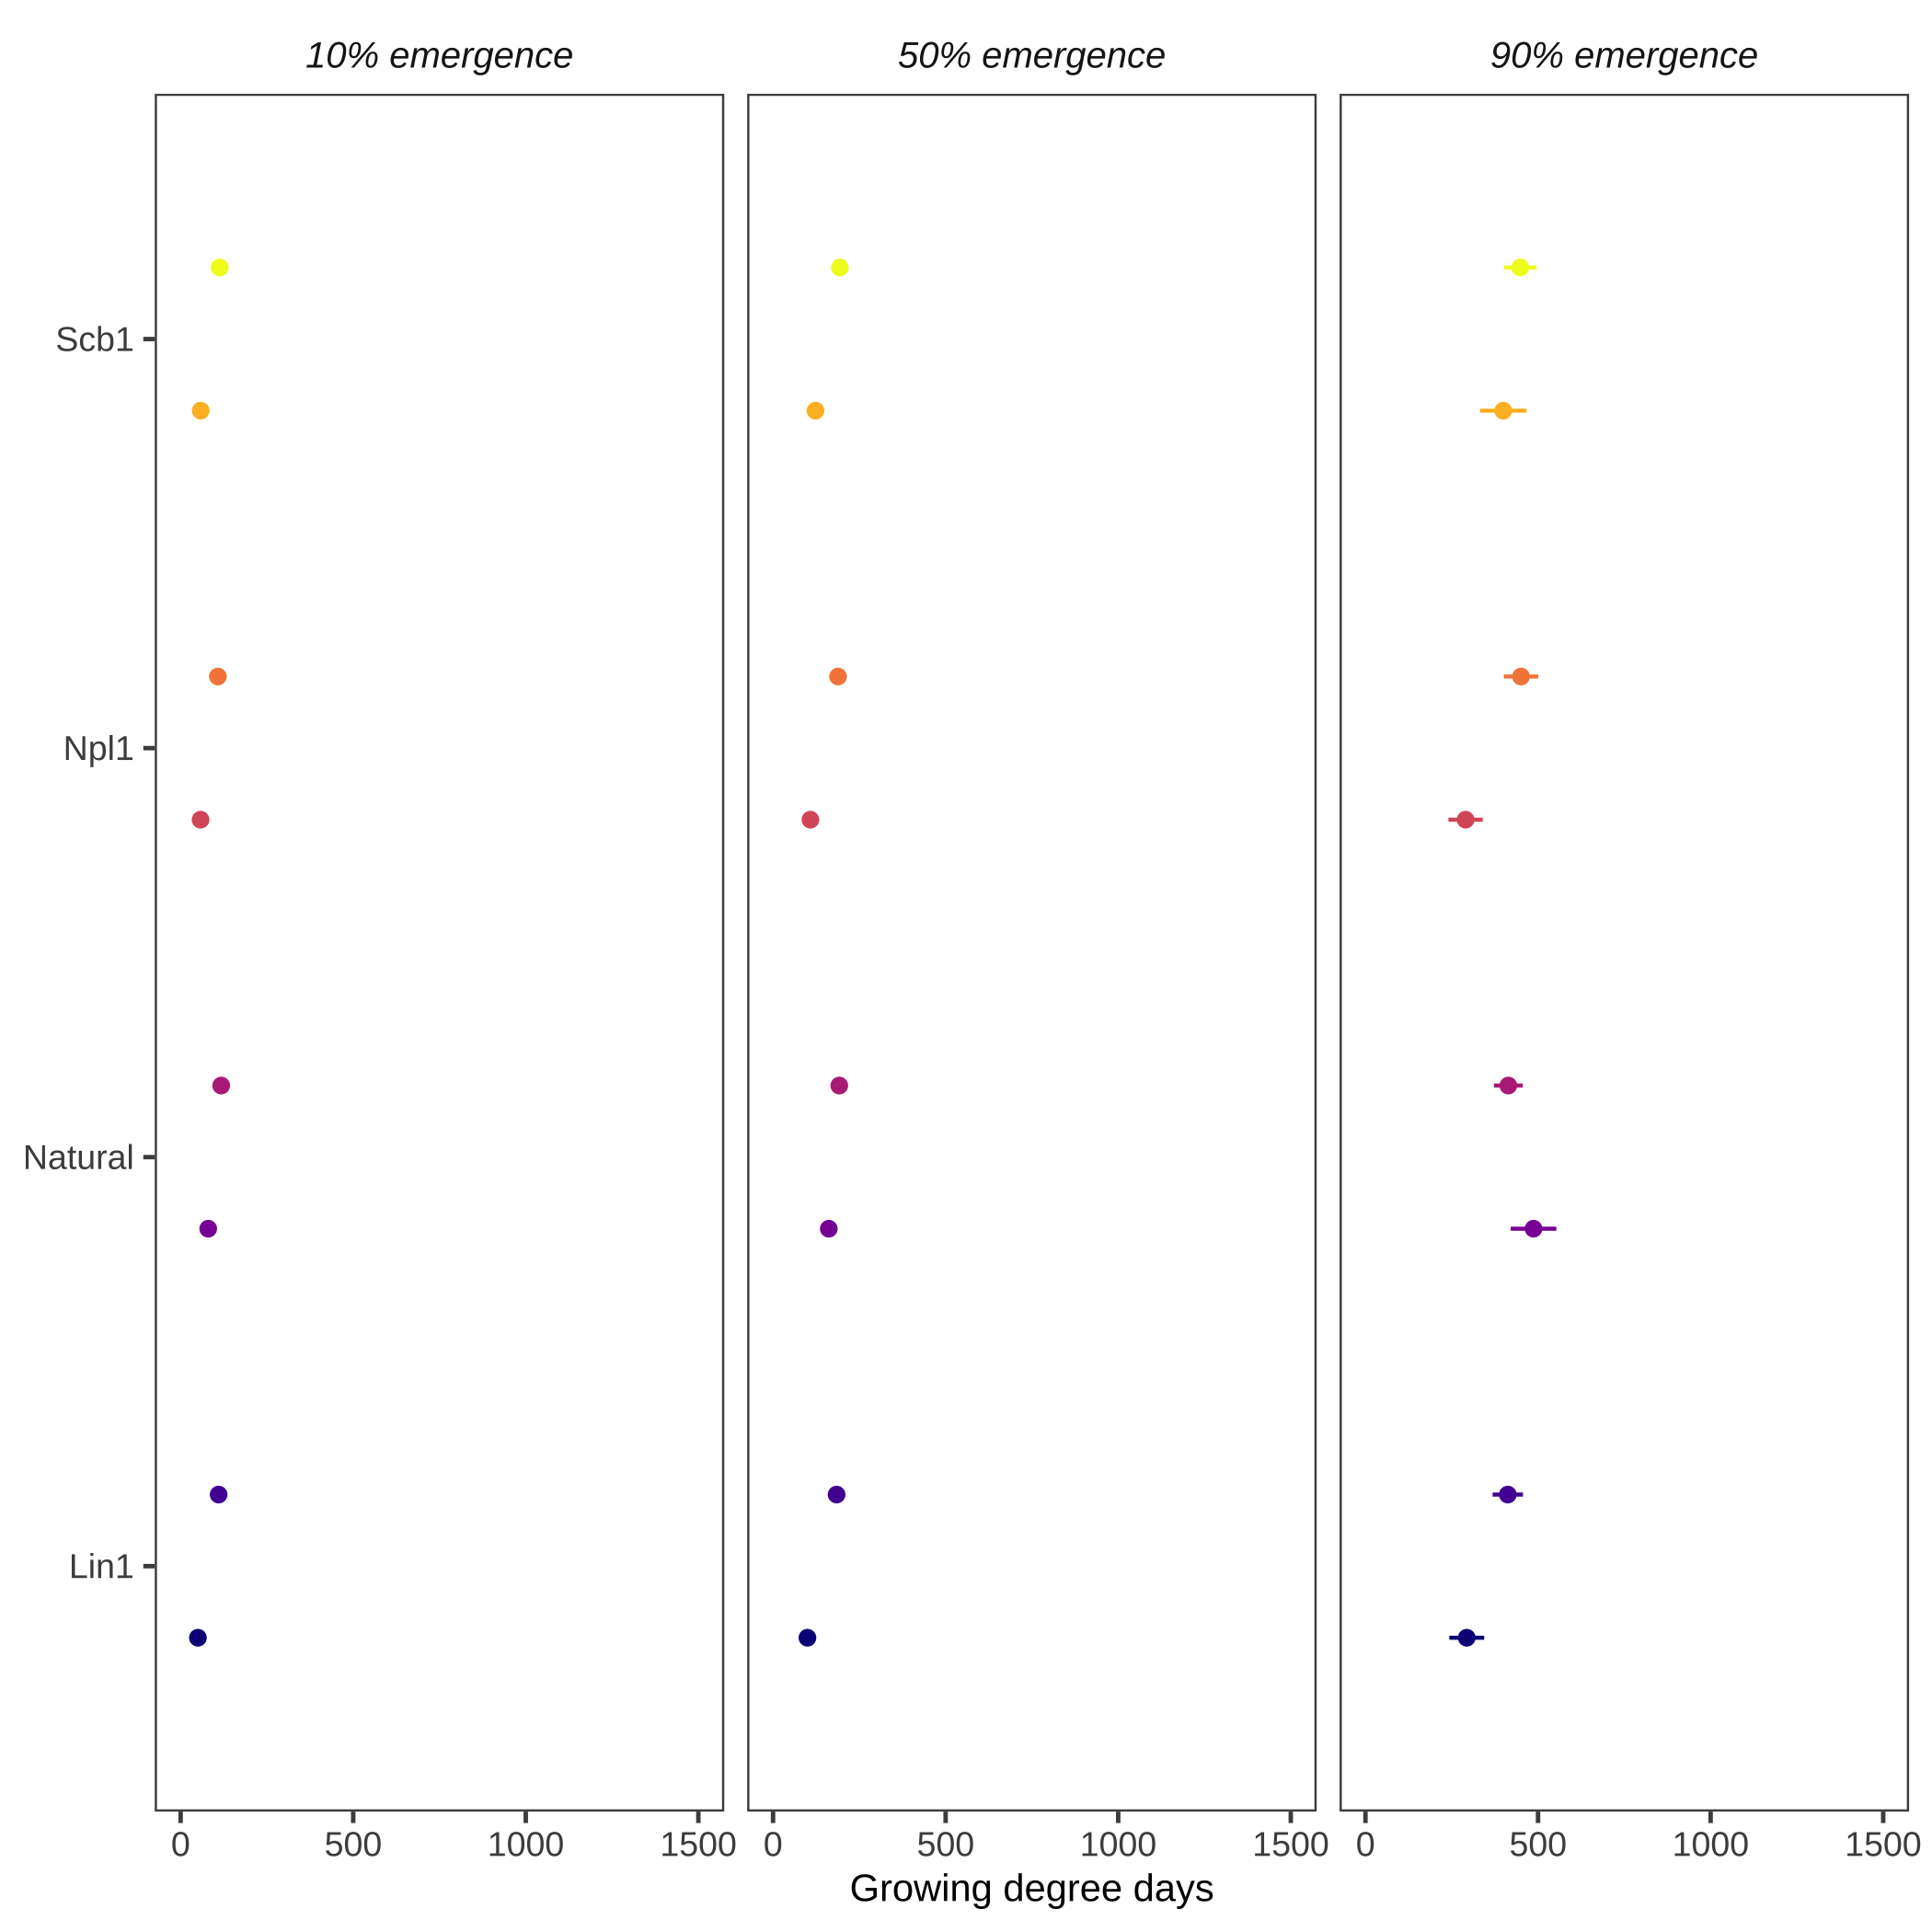 10% emergence 50% emergence 90% emergence
Scb1
Npl1
Natural
Lin1
0 500 1000 1500 0 500 1000 1500 0 500 1000 1500
Growing degree days